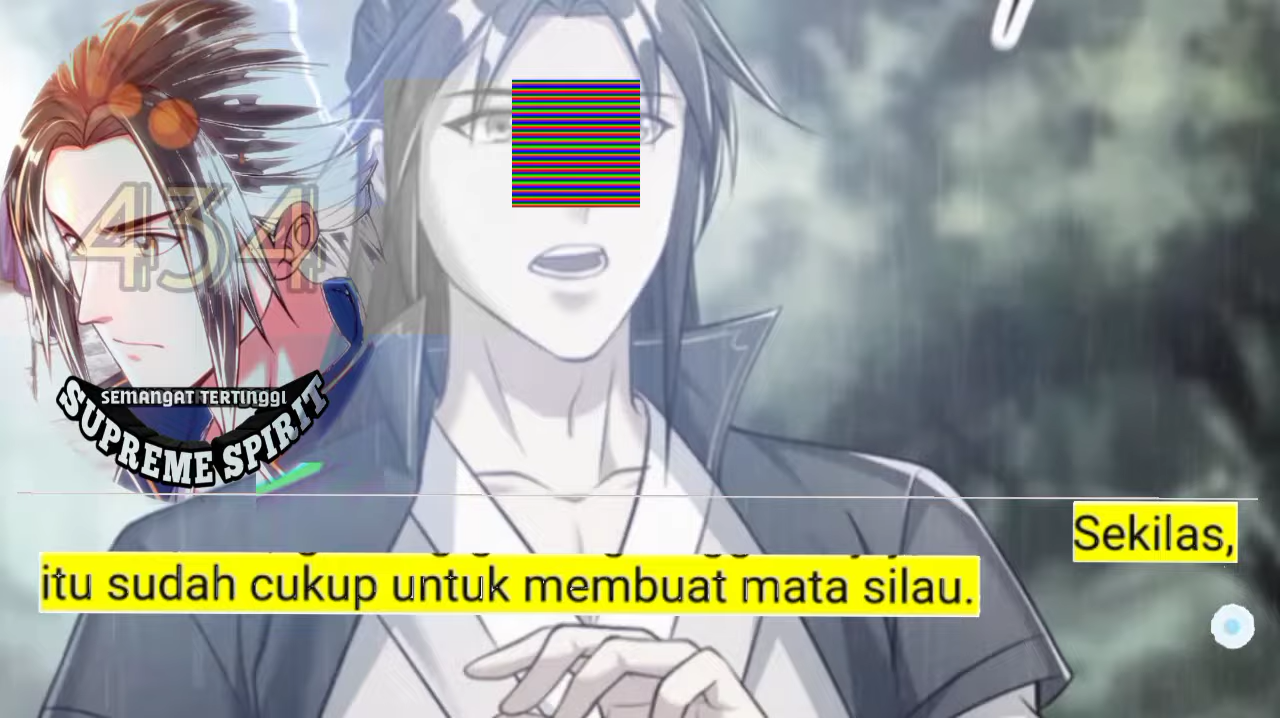 434
SEMANGAT TERTINGGI
SUPREME SPIRIT
Sekilas,
itu sudah cukup untuk membuat mata silau.